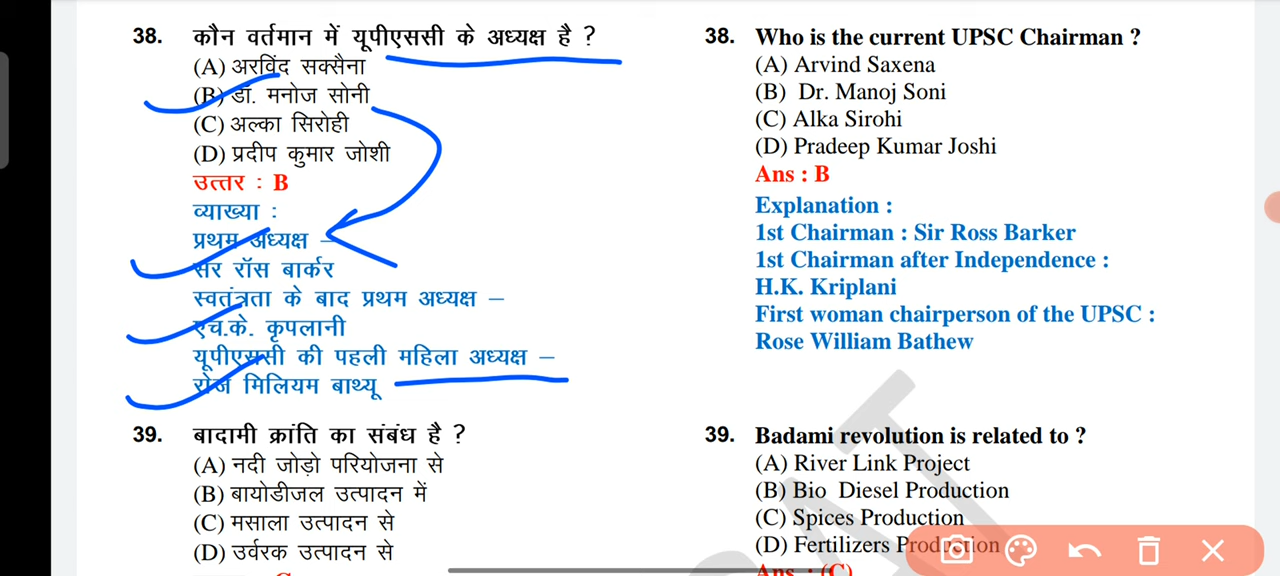 38. कौन वर्तमान में यूपीएससी के अध्यक्ष है ?
(A) अरविंद सक्सैना
(B) डॉ. मनोज सोनी
(C) अल्का सिरोही
(D) प्रदीप कुमार जोशी
उत्तर : B
व्याख्या :
प्रथम अध्यक्ष –
सर रॉस बार्कर
स्वतंत्रता के बाद प्रथम अध्यक्ष –
एच.के. कृपलानी
यूपीएससी की पहली महिला अध्यक्ष –
रोज मिलियम बाथ्यू
39. बादामी क्रांति का संबंध है ?
(A) नदी जोड़ो परियोजना से
(B) बायोडीजल उत्पादन में
(C) मसाला उत्पादन से
(D) उर्वरक उत्पादन से
38. Who is the current UPSC Chairman ?
(A) Arvind Saxena
(B) Dr. Manoj Soni
(C) Alka Sirohi
(D) Pradeep Kumar Joshi
Ans : B
Explanation :
1st Chairman : Sir Ross Barker
1st Chairman after Independence :
H.K. Kriplani
First woman chairperson of the UPSC :
Rose William Bathew
39. Badami revolution is related to ?
(A) River Link Project
(B) Bio Diesel Production
(C) Spices Production
(D) Fertilizers Production
Ans : (C)